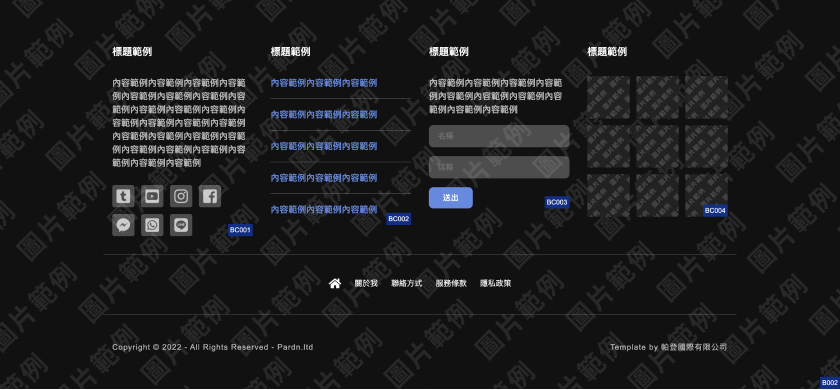 標題範例
內容範例內容範例內容範例內容範
例內容範例內容範例內容範例內容
範例內容範例內容範例內容範例內
容範例內容範例內容範例內容範例
內容範例內容範例內容範例內容範
例內容範例內容範例內容範例內容
範例內容範例內容範例
BC001
標題範例
內容範例內容範例內容範例
內容範例內容範例內容範例
內容範例內容範例內容範例
內容範例內容範例內容範例
內容範例內容範例內容範例
BC002
標題範例
內容範例內容範例內容範例內容範
例內容範例內容範例內容範例內容
範例內容範例內容範例
名稱
信箱
送出
BC003
標題範例
BC004
關於我 聯絡方式 服務條款 隱私政策
Copyright © 2022 - All Rights Reserved - Pardn.ltd
Template by 帕登國際有限公司
B002
圖片範例